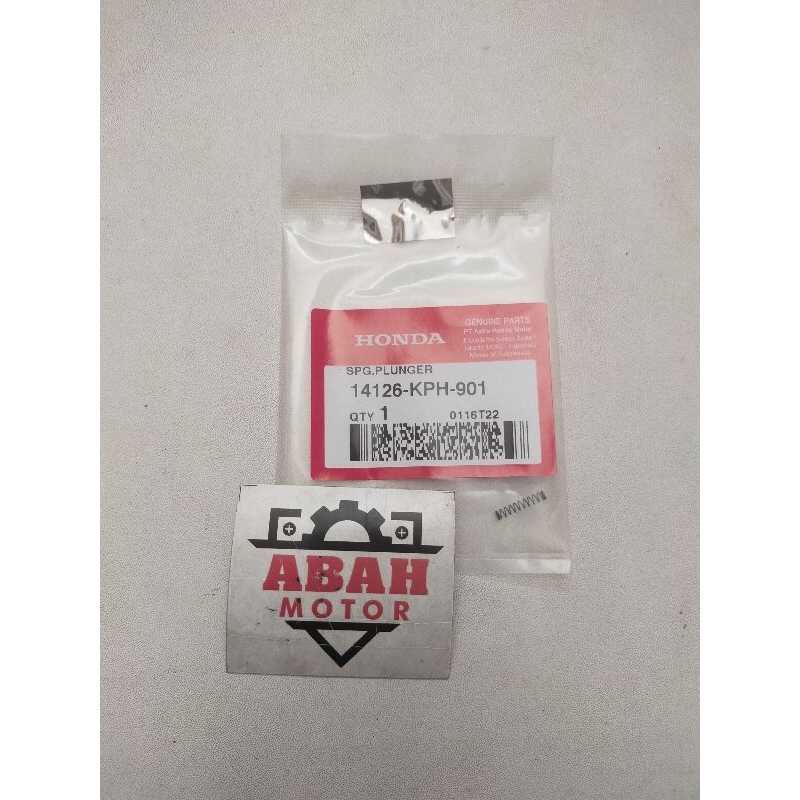 HONDA
GENUINE PARTS
PT Astra Honda Motor
SPG.PLUNGER
14126-KPH-901
QTY 1 0116T22
ABAH
MOTOR